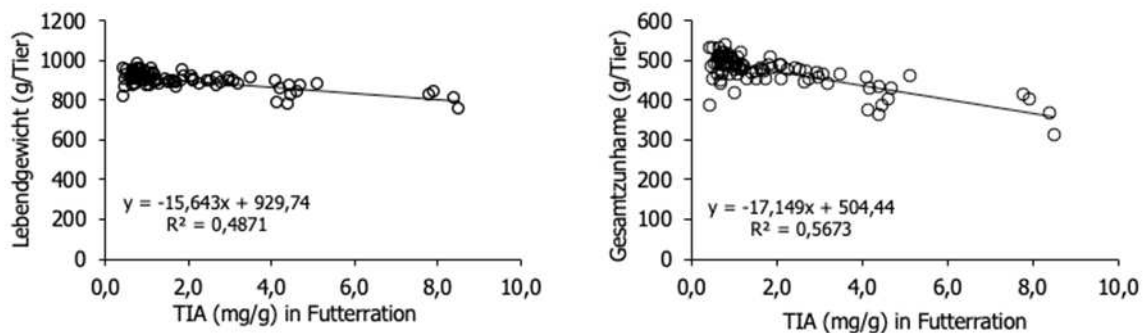 Lebendgewicht (g/Tier)
1200
1000
800
600
400
200
0
y = -15,643x + 929,74
R² = 0,4871
0,0 2,0 4,0 6,0 8,0 10,0
TIA (mg/g) in Futterration
Gesamtzunhame (g/Tier)
600
500
400
300
200
100
0
y = -17,149x + 504,44
R² = 0,5673
0,0 2,0 4,0 6,0 8,0 10,0
TIA (mg/g) in Futterration